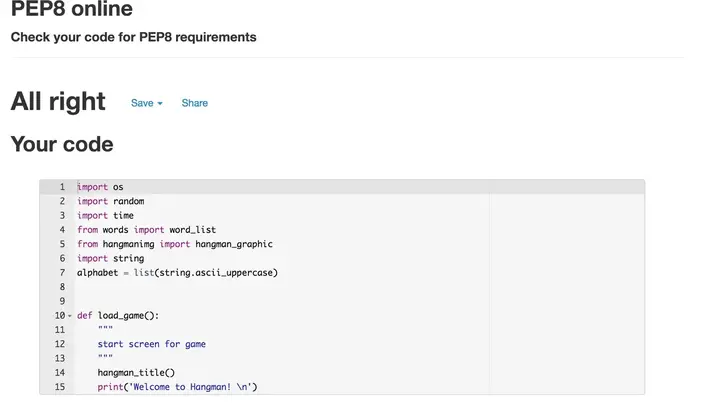 PEP8 online
Check your code for PEP8 requirements
All right Save Share
Your code
1 import os
2 import random
3 import time
4 from words import word_list
5 from hangmanimg import hangman_graphic
6 import string
7 alphabet = list(string.ascii_uppercase)
8
9
10 def load_game():
11     """
12     start screen for game
13     """
14     hangman_title()
15     print('Welcome to Hangman! \n')